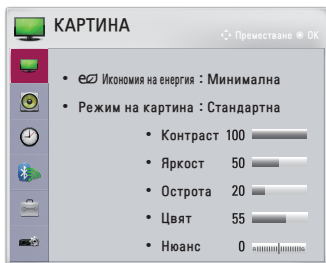 КАРТИНА
Преместване OK
• Икономия на енергия : Минимална
• Режим на картина : Стандартна
• Контраст 100
• Яркост 50
• Острота 20
• Цвят 55
• Нюанс 0